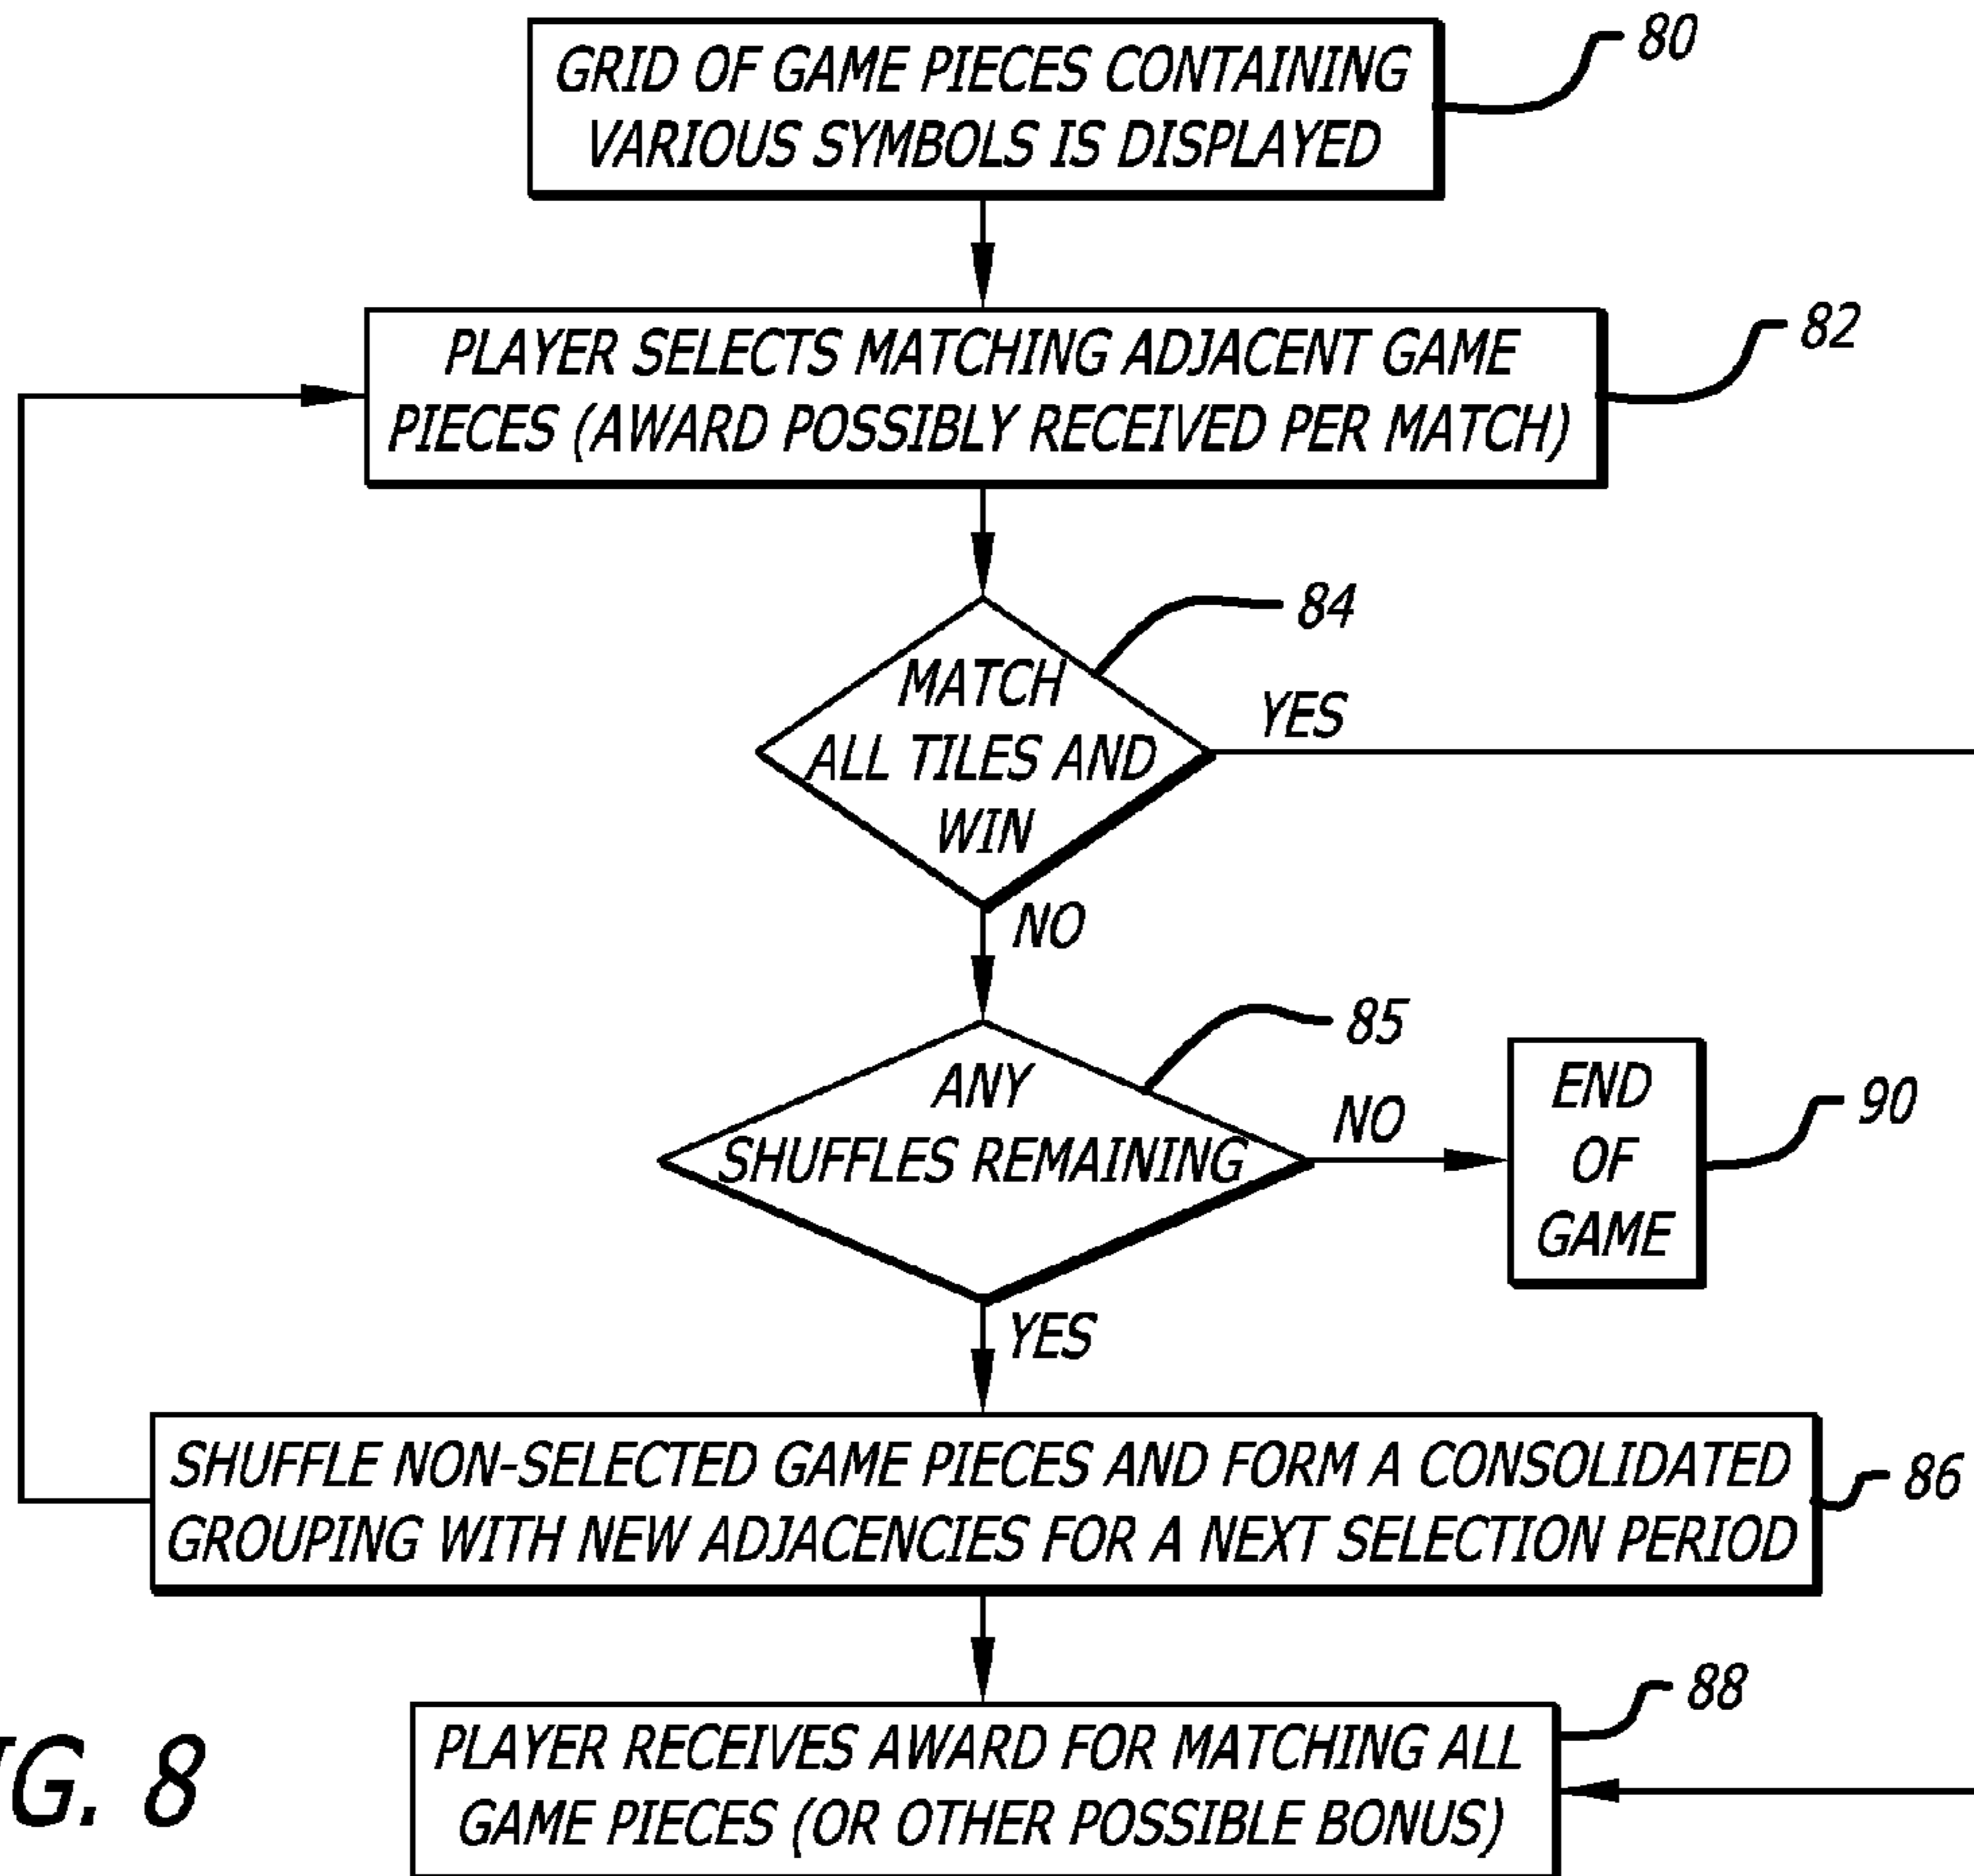 GRID OF GAME PIECES CONTAINING
VARIOUS SYMBOLS IS DISPLAYED
80
PLAYER SELECTS MATCHING ADJACENT GAME
PIECES (AWARD POSSIBLY RECEIVED PER MATCH)
82
84
MATCH
ALL TILES AND
WIN
YES
NO
85
ANY
SHUFFLES REMAINING
NO
END
OF
GAME
90
YES
SHUFFLE NON-SELECTED GAME PIECES AND FORM A CONSOLIDATED
GROUPING WITH NEW ADJACENCIES FOR A NEXT SELECTION PERIOD
86
88
PLAYER RECEIVES AWARD FOR MATCHING ALL
GAME PIECES (OR OTHER POSSIBLE BONUS)
G. 8